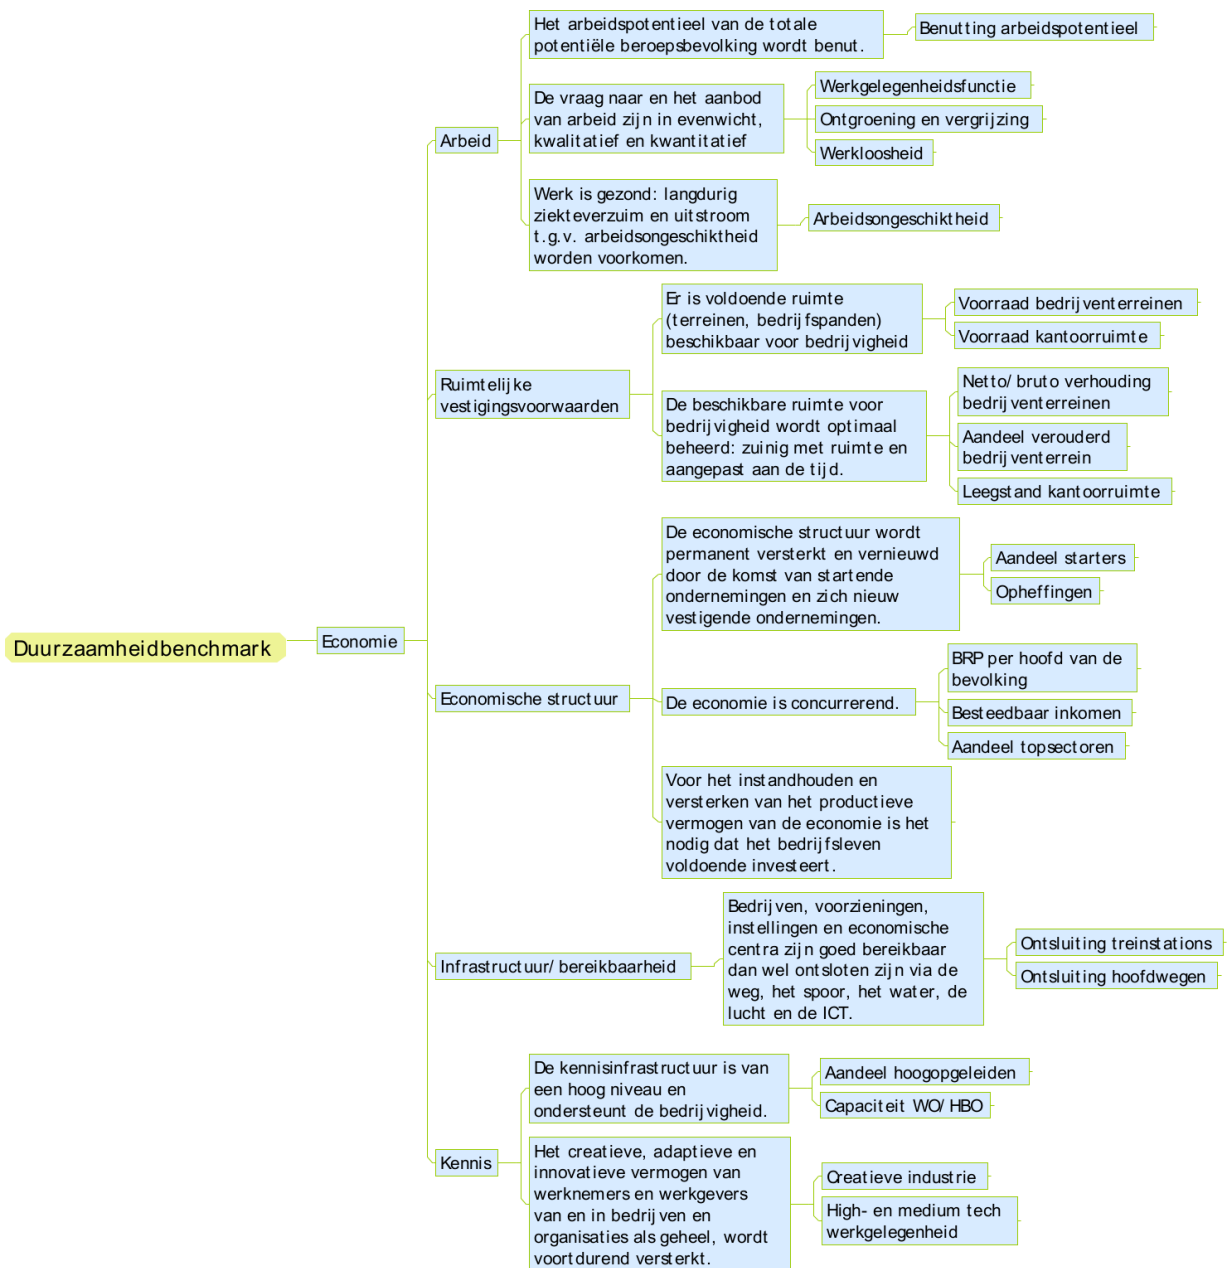 Duurzaamheidbenchmark
Economie
Arbeid
Het arbeidspotentieel van de totale
potentiële beroepsbevolking wordt benut.
Benutting arbeidspotentieel
De vraag naar en het aanbod
van arbeid zijn in evenwicht,
kwalitatief en kwantitatief
Werkgelegenheidsfunctie
Ontgroening en vergrijzing
Werkloosheid
Werk is gezond: langdurig
ziekteverzuim en uitstroom
t.g.v. arbeidsongeschiktheid
worden voorkomen.
Arbeidsongeschiktheid
Ruimtelijke
vestigingsvoorwaarden
Er is voldoende ruimte
(terreinen, bedrijfspanden)
beschikbaar voor bedrijvigheid
Voorraad bedrijventerreinen
Voorraad kantoorruimte
De beschikbare ruimte voor
bedrijvigheid wordt optimaal
beheerd: zuinig met ruimte en
aangepast aan de tijd.
Netto/bruto verhouding
bedrijventerreinen
Aandeel verouderd
bedrijventerrein
Leegstand kantoorruimte
Economische structuur
De economische structuur wordt
permanent versterkt en vernieuwd
door de komst van startende
ondernemingen en zich nieuw
vestigende ondernemingen.
Aandeel starters
Opheffingen
De economie is concurrerend.
BRP per hoofd van de
bevolking
Besteedbaar inkomen
Aandeel topsectoren
Voor het instandhouden en
versterken van het productieve
vermogen van de economie is het
nodig dat het bedrijfsleven
voldoende investeert.
Infrastructuur/bereikbaarheid
Bedrijven, voorzieningen,
instellingen en economische
centra zijn goed bereikbaar
dan wel ontsloten zijn via de
weg, het spoor, het water, de
lucht en de ICT.
Ontsluiting treinstations
Ontsluiting hoofdwegen
Kennis
De kennisinfrastructuur is van
een hoog niveau en
ondersteunt de bedrijvigheid.
Aandeel hoogopgeleiden
Capaciteit WO/HBO
Het creatieve, adaptieve en
innovatieve vermogen van
werknemers en werkgevers
van en in bedrijven en
organisaties als geheel, wordt
voortdurend versterkt.
Creatieve industrie
High- en medium tech
werkgelegenheid